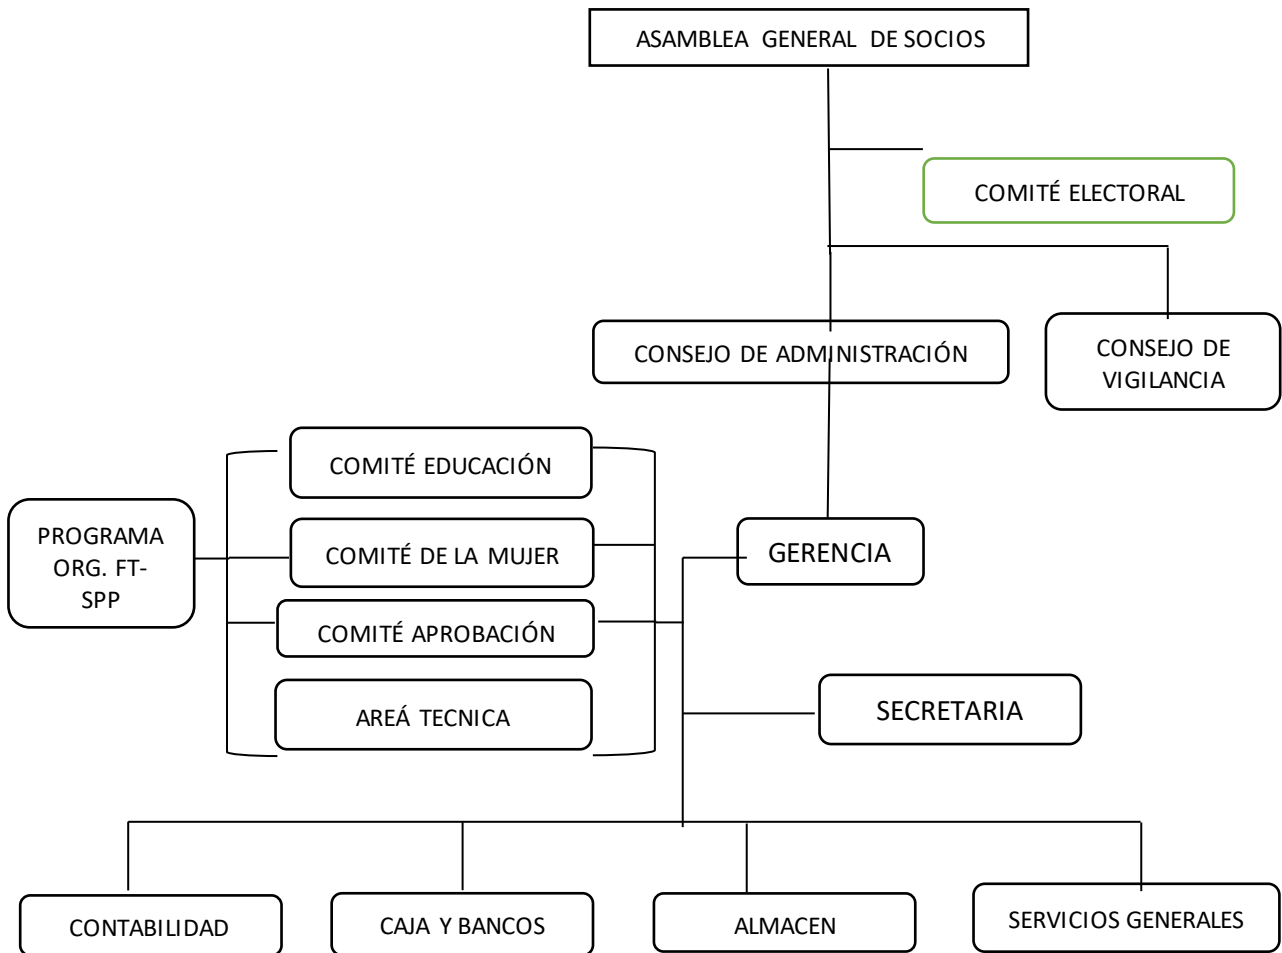 ASAMBLEA GENERAL DE SOCIOS
COMITÉ ELECTORAL
CONSEJO DE ADMINISTRACIÓN
CONSEJO DE
VIGILANCIA
COMITÉ EDUCACIÓN
PROGRAMA
ORG. FT-
SPP
COMITÉ DE LA MUJER
GERENCIA
COMITÉ APROBACIÓN
AREÁ TECNICA
SECRETARIA
CONTABILIDAD
CAJA Y BANCOS
ALMACEN
SERVICIOS GENERALES